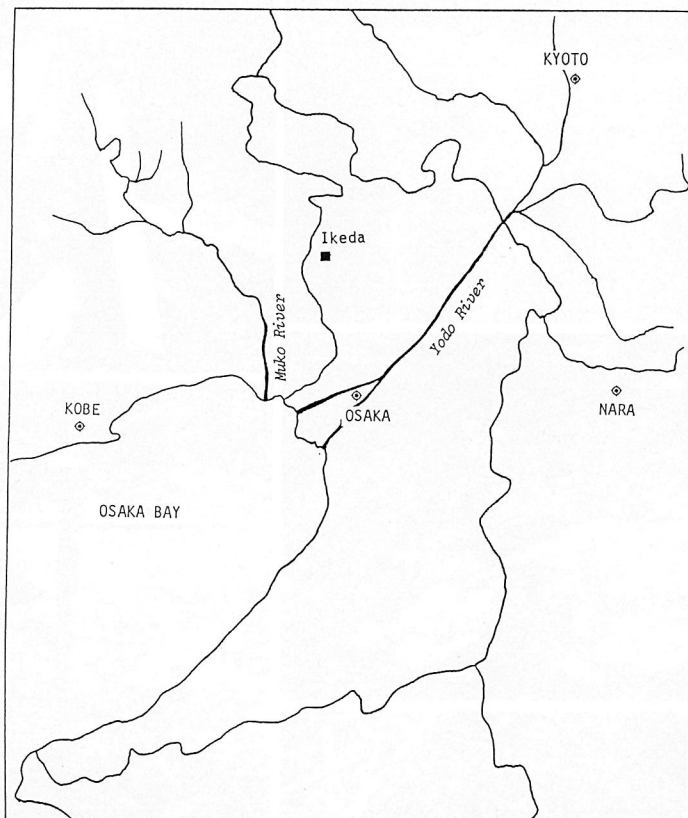 KYOTO
Ikeda
Muko River
Yodo River
KOBE
OSAKA
NARA
OSAKA BAY